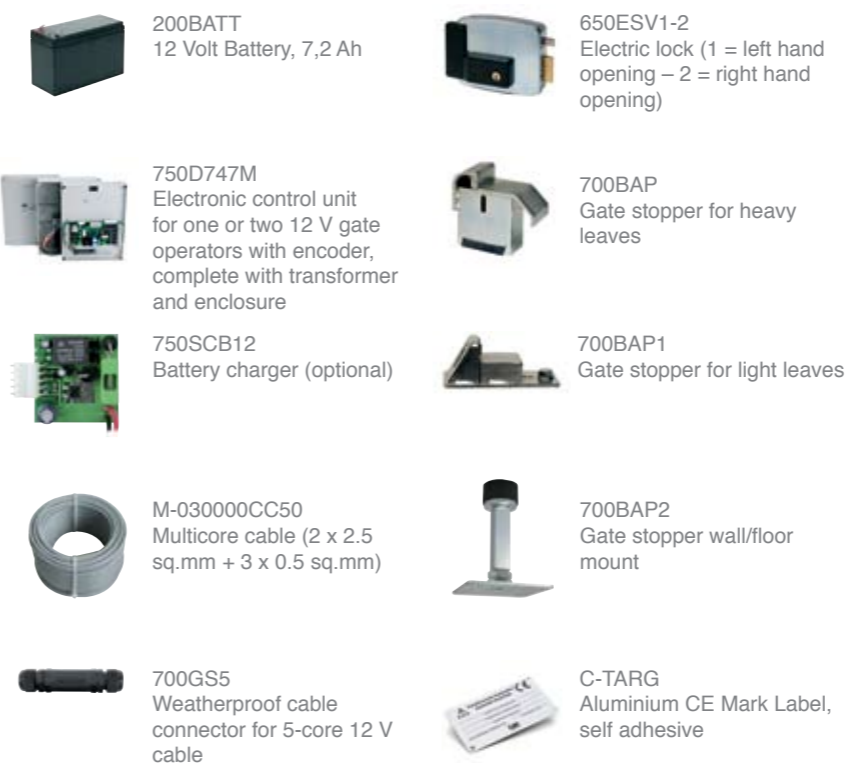 200BATT
12 Volt Battery, 7,2 Ah
650ESV1-2
Electric lock (1 = left hand
opening – 2 = right hand
opening)
750D747M
Electronic control unit
for one or two 12 V gate
operators with encoder,
complete with transformer
and enclosure
700BAP
Gate stopper for heavy
leaves
750SCB12
Battery charger (optional)
700BAP1
Gate stopper for light leaves
M-030000CC50
Multicore cable (2 x 2.5
sq.mm + 3 x 0.5 sq.mm)
700BAP2
Gate stopper wall/floor
mount
700GS5
Weatherproof cable
connector for 5-core 12 V
cable
C-TARG
Aluminium CE Mark Label,
self adhesive